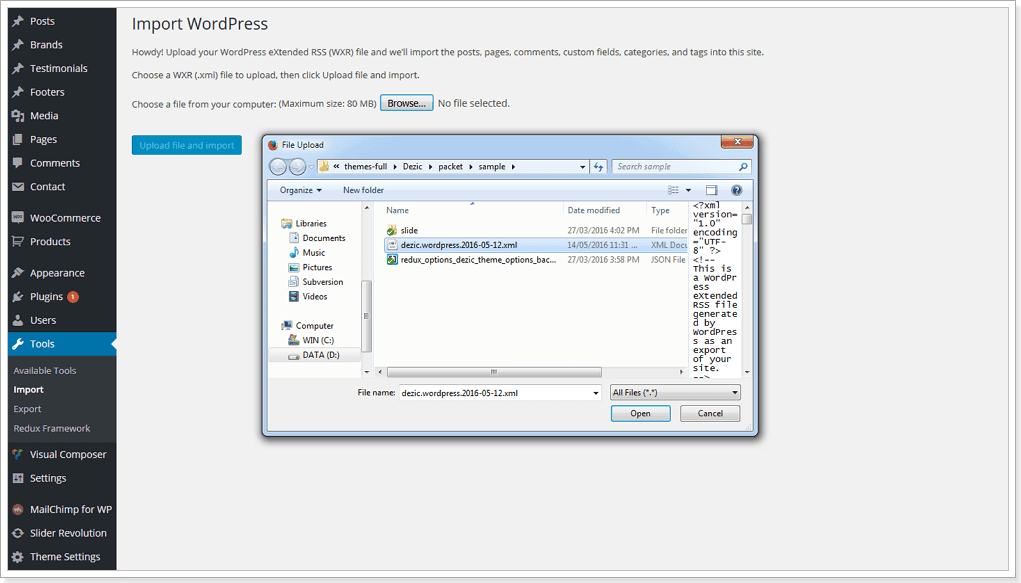 Posts
Brands
Testimonials
Footers
Media
Pages
Comments
Contact
WooCommerce
Products
Appearance
Plugins 1
Users
Tools
Available Tools
Import
Export
Redux Framework
Visual Composer
Settings
MailChimp for WP
Slider Revolution
Theme Settings
Import WordPress
Howdy! Upload your WordPress eXtended RSS (WXR) file and we'll import the posts, pages, comments, custom fields, categories, and tags into this site.
Choose a WXR (.xml) file to upload, then click Upload file and import.
Choose a file from your computer: (Maximum size: 80 MB) Browse... No file selected.
Upload file and import
File Upload
« themes-full Dezic packet sample
Search sample
Organize New folder
Libraries
Documents
Music
Pictures
Subversion
Videos
Computer
WIN (C:)
DATA (D:)
Name Date modified Type
slide 27/03/2016 4:02 PM File folder
dezic.wordpress.2016-05-12.xml 14/05/2016 11:31 ... XML Docu
redux_options_dezic_theme_options_bac... 27/03/2016 3:58 PM JSON File
<?xml
version=
"1.0"
encoding
="UTF-
8" ?>
<!--
This is
a WordPr
ess
eXtended
RSS file
generate
d by
WordPres
s as an
export
of your
site.
-->
File name: dezic.wordpress.2016-05-12.xml All Files (*.*)
Open Cancel